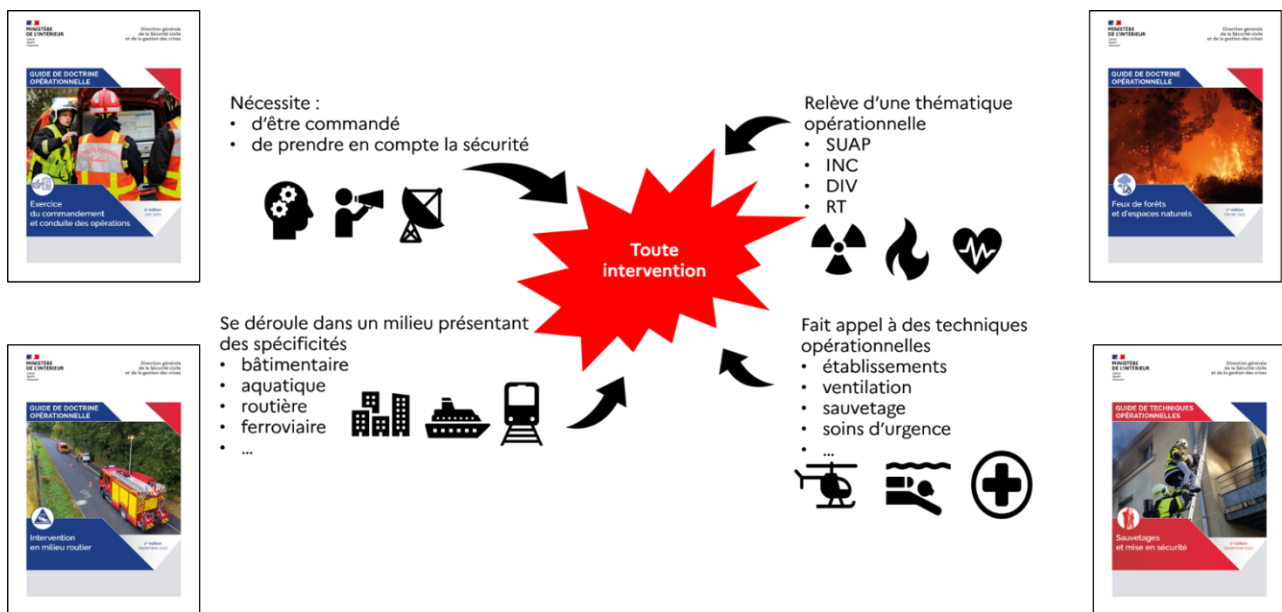 MINISTÈRE
DE L'INTÉRIEUR
Direction générale
de la Sécurité civile
et de la gestion des crises
GUIDE DE DOCTRINE
OPÉRATIONNELLE
Exercice
du commandement
et conduite des opérations
Nécessite :
• d'être commandé
• de prendre en compte la sécurité
Toute
intervention
Relève d'une thématique
opérationnelle
• SUAP
• INC
• DIV
• RT
MINISTÈRE
DE L'INTÉRIEUR
Direction générale
de la Sécurité civile
et de la gestion des crises
GUIDE DE DOCTRINE
OPÉRATIONNELLE
Feux de forêts
et d'espaces naturels
MINISTÈRE
DE L'INTÉRIEUR
Direction générale
de la Sécurité civile
et de la gestion des crises
GUIDE DE DOCTRINE
OPÉRATIONNELLE
Intervention
en milieu routier
Se déroule dans un milieu présentant
des spécificités
• bâtimentaire
• aquatique
• routière
• ferroviaire
• ...
Fait appel à des techniques
opérationnelles
• établissements
• ventilation
• sauvetage
• soins d'urgence
• ...
MINISTÈRE
DE L'INTÉRIEUR
Direction générale
de la Sécurité civile
et de la gestion des crises
GUIDE DE TECHNIQUES
OPÉRATIONNELLES
Sauvetages
et mise en sécurité